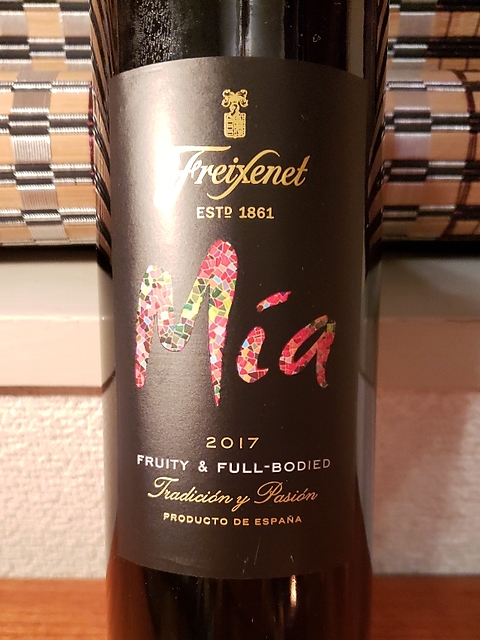 Freixenet
ESTD 1861
Mía
2017
FRUITY & FULL-BODIED
Tradición y Pasión
PRODUCTO DE ESPAÑA